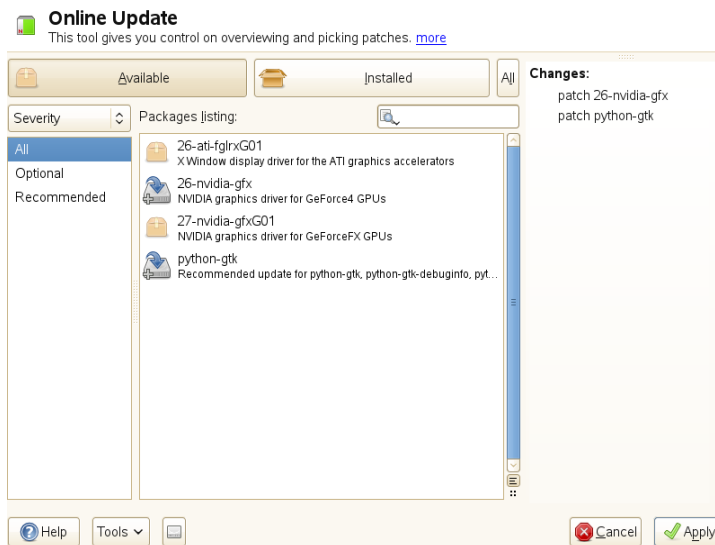 Online Update
This tool gives you control on overviewing and picking patches. more
Available
Installed
All
Severity
Packages listing:
All
Optional
Recommended
26-ati-fglrxG01
X Window display driver for the ATI graphics accelerators
26-nvidia-gfx
NVIDIA graphics driver for GeForce4 GPUs
27-nvidia-gfxG01
NVIDIA graphics driver for GeForceFX GPUs
python-gtk
Recommended update for python-gtk, python-gtk-debuginfo, pyt...
Changes:
patch 26-nvidia-gfx
patch python-gtk
Help
Tools
Cancel
Apply